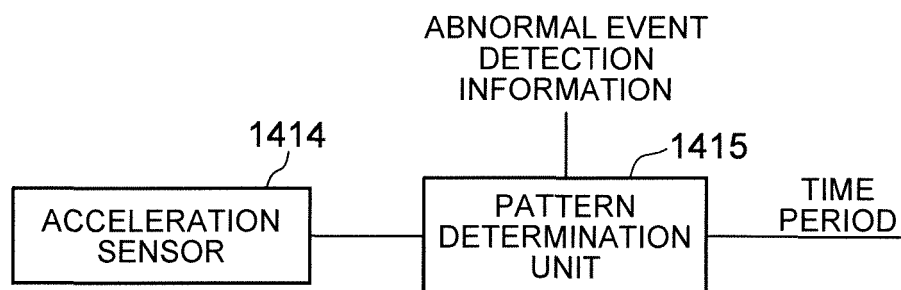 ABNORMAL EVENT
DETECTION
INFORMATION
1414
1415
ACCELERATION
SENSOR
PATTERN
DETERMINATION
UNIT
TIME
PERIOD